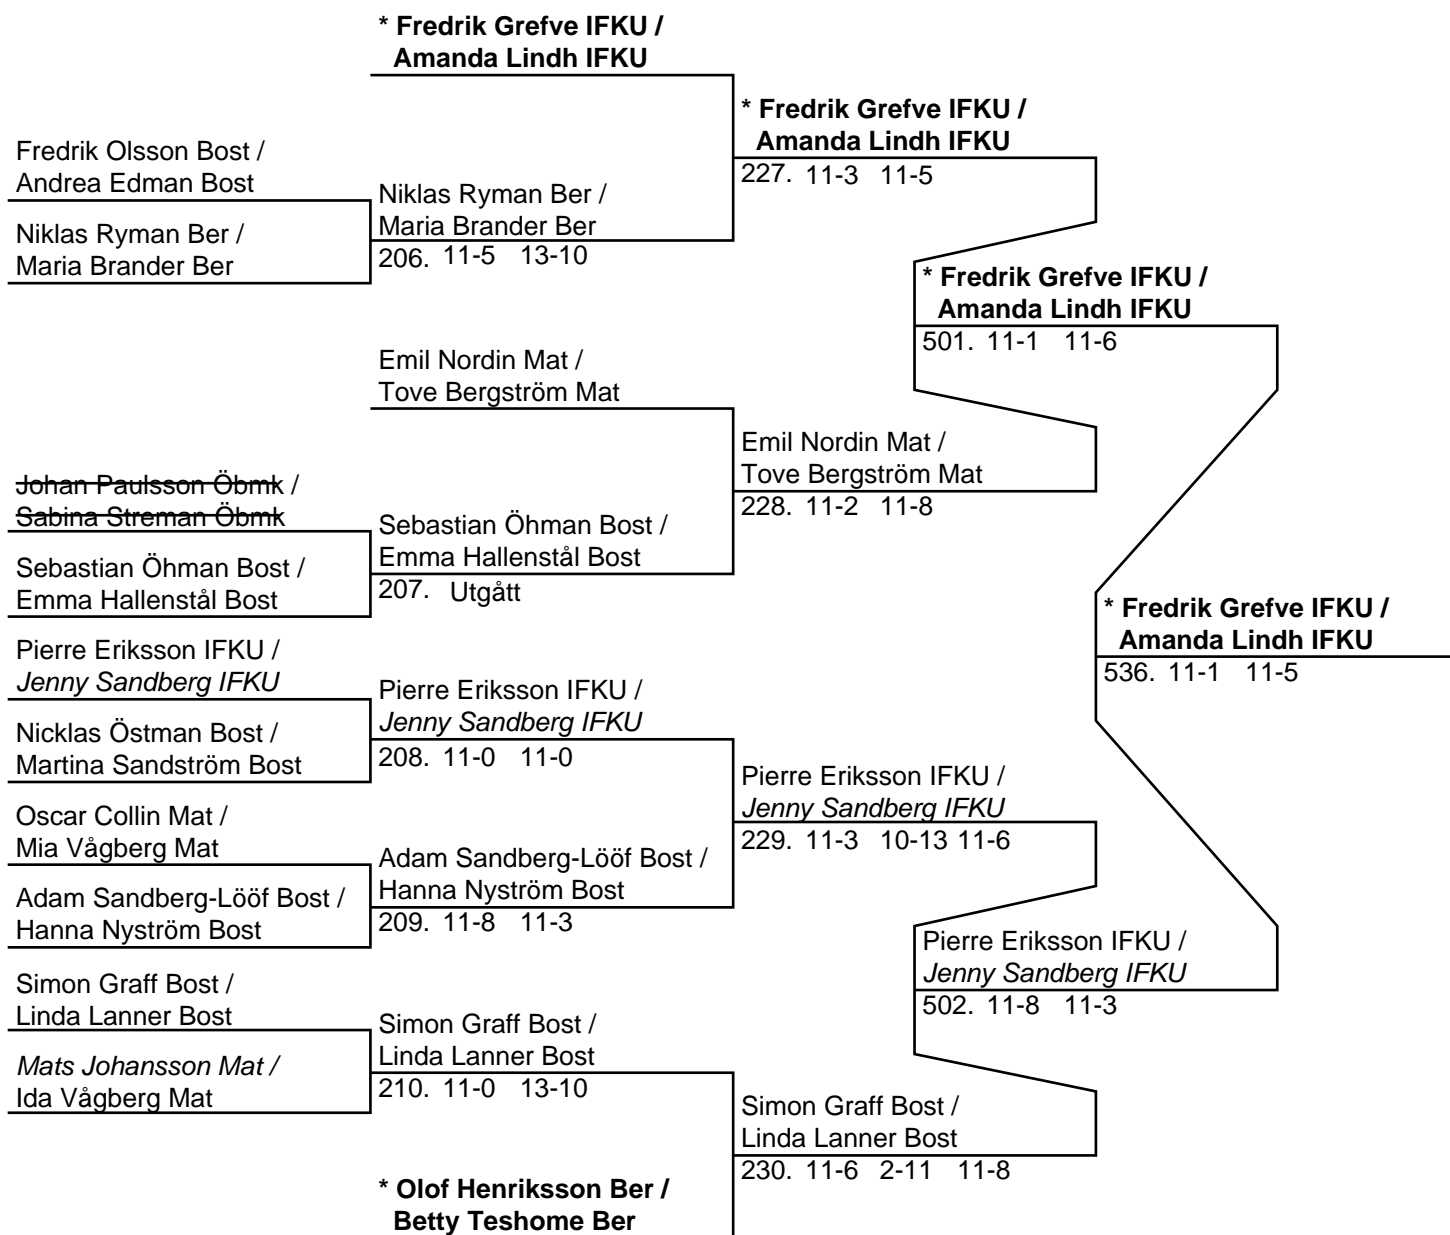 * Fredrik Grefve IFKU /
Amanda Lindh IFKU
* Fredrik Grefve IFKU /
Amanda Lindh IFKU
227. 11-3 11-5
Fredrik Olsson Bost /
Andrea Edman Bost
Niklas Ryman Ber /
Maria Brander Ber
206. 11-5 13-10
Niklas Ryman Ber /
Maria Brander Ber
* Fredrik Grefve IFKU /
Amanda Lindh IFKU
501. 11-1 11-6
Emil Nordin Mat /
Tove Bergström Mat
Emil Nordin Mat /
Tove Bergström Mat
228. 11-2 11-8
Johan Paulsson Öbmk /
Sabina Streman Öbmk
Sebastian Öhman Bost /
Emma Hallenstål Bost
207. Utgått
Sebastian Öhman Bost /
Emma Hallenstål Bost
* Fredrik Grefve IFKU /
Amanda Lindh IFKU
536. 11-1 11-5
Pierre Eriksson IFKU /
Jenny Sandberg IFKU
Pierre Eriksson IFKU /
Jenny Sandberg IFKU
208. 11-0 11-0
Nicklas Östman Bost /
Martina Sandström Bost
Pierre Eriksson IFKU /
Jenny Sandberg IFKU
229. 11-3 10-13 11-6
Oscar Collin Mat /
Mia Vågberg Mat
Adam Sandberg-Lööf Bost /
Hanna Nyström Bost
209. 11-8 11-3
Adam Sandberg-Lööf Bost /
Hanna Nyström Bost
Pierre Eriksson IFKU /
Jenny Sandberg IFKU
502. 11-8 11-3
Simon Graff Bost /
Linda Lanner Bost
Simon Graff Bost /
Linda Lanner Bost
210. 11-0 13-10
Mats Johansson Mat /
Ida Vågberg Mat
Simon Graff Bost /
Linda Lanner Bost
230. 11-6 2-11 11-8
* Olof Henriksson Ber /
Betty Teshome Ber